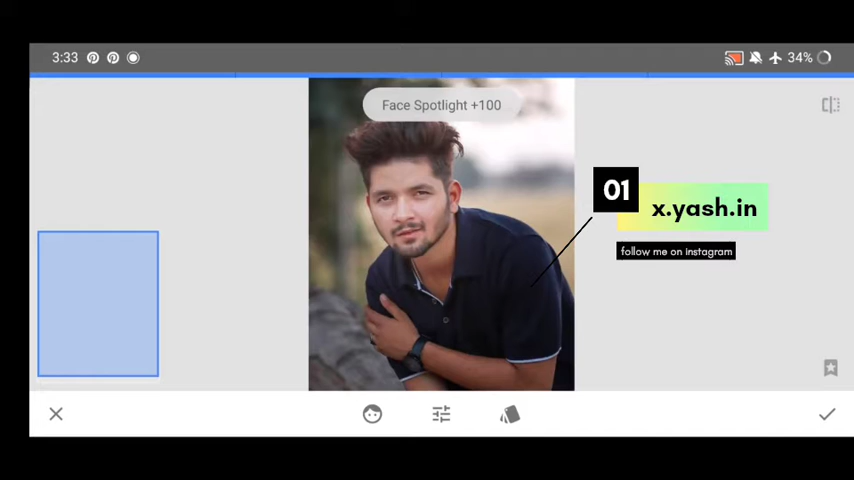 3:33
34%
Face Spotlight +100
01
x.yash.in
follow me on instagram